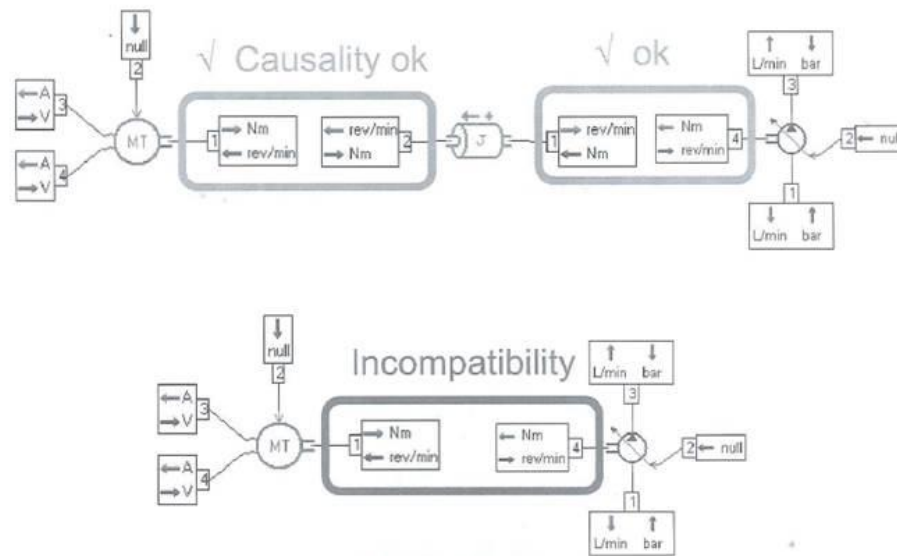 null
2
√ Causality ok
√ ok
L/min bar
3
A
V
3
MT
1
Nm
rev/min
rev/min
Nm
2
+
J
1
rev/min
Nm
Nm
rev/min
4
2
null
A
V
4
1
L/min bar
null
2
Incompatibility
L/min bar
3
A
V
3
MT
1
Nm
rev/min
Nm
rev/min
4
2
null
A
V
4
1
L/min bar